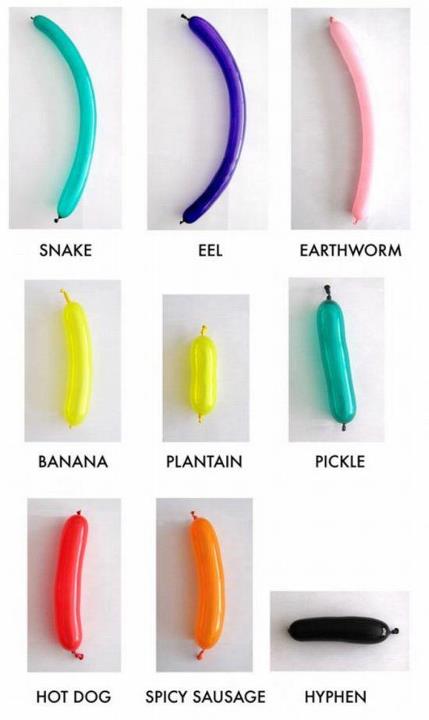 SNAKE
EEL
EARTHWORM
BANANA
PLANTAIN
PICKLE
HOT DOG
SPICY SAUSAGE
HYPHEN